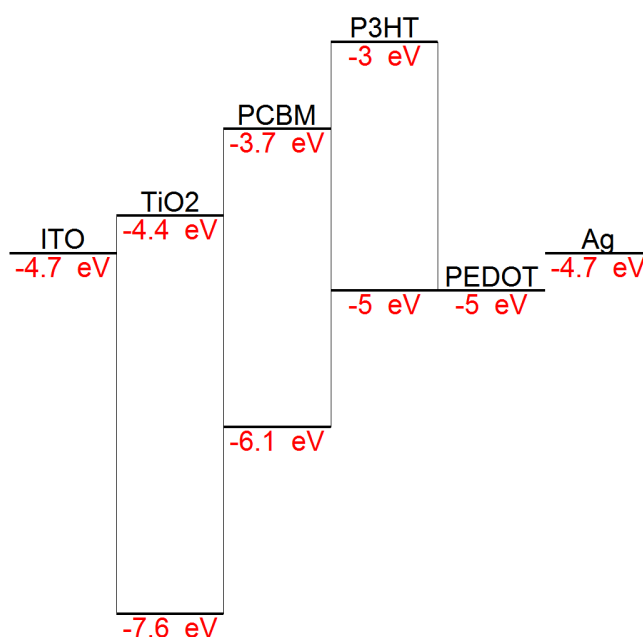 P3HT
-3 eV
PCBM
-3.7 eV
TiO2
-4.4 eV
ITO
-4.7 eV
Ag
-4.7 eV
PEDOT
-5 eV
-5 eV
-6.1 eV
-7.6 eV